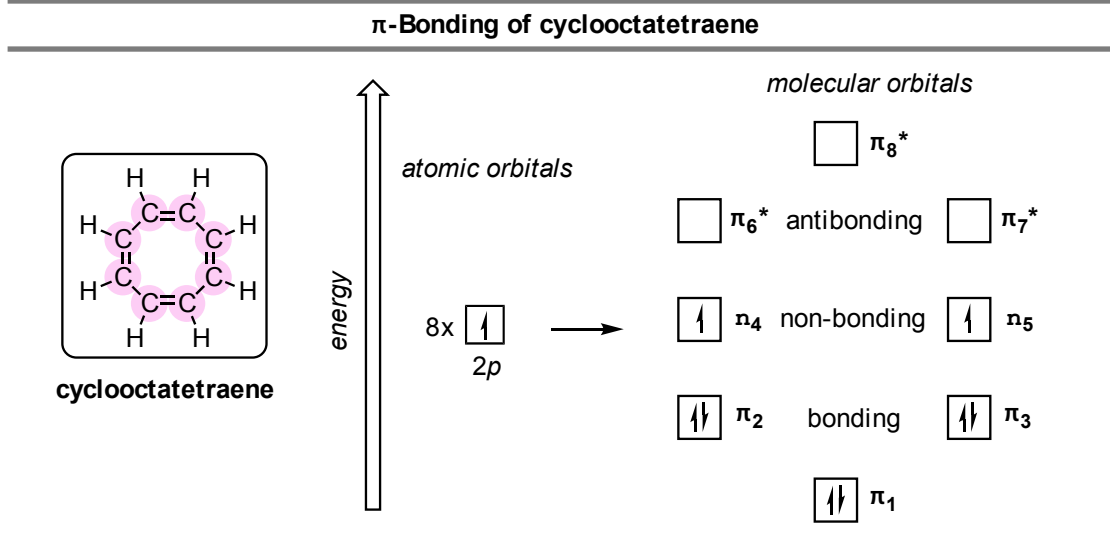 π-Bonding of cyclooctatetraene
molecular orbitals
π8*
atomic orbitals
π6* antibonding π7*
H H
H C=C H
C C
C C
H C=C H
H H
energy
8x
2p
n4 non-bonding n5
cyclooctatetraene
π2 bonding π3
π1